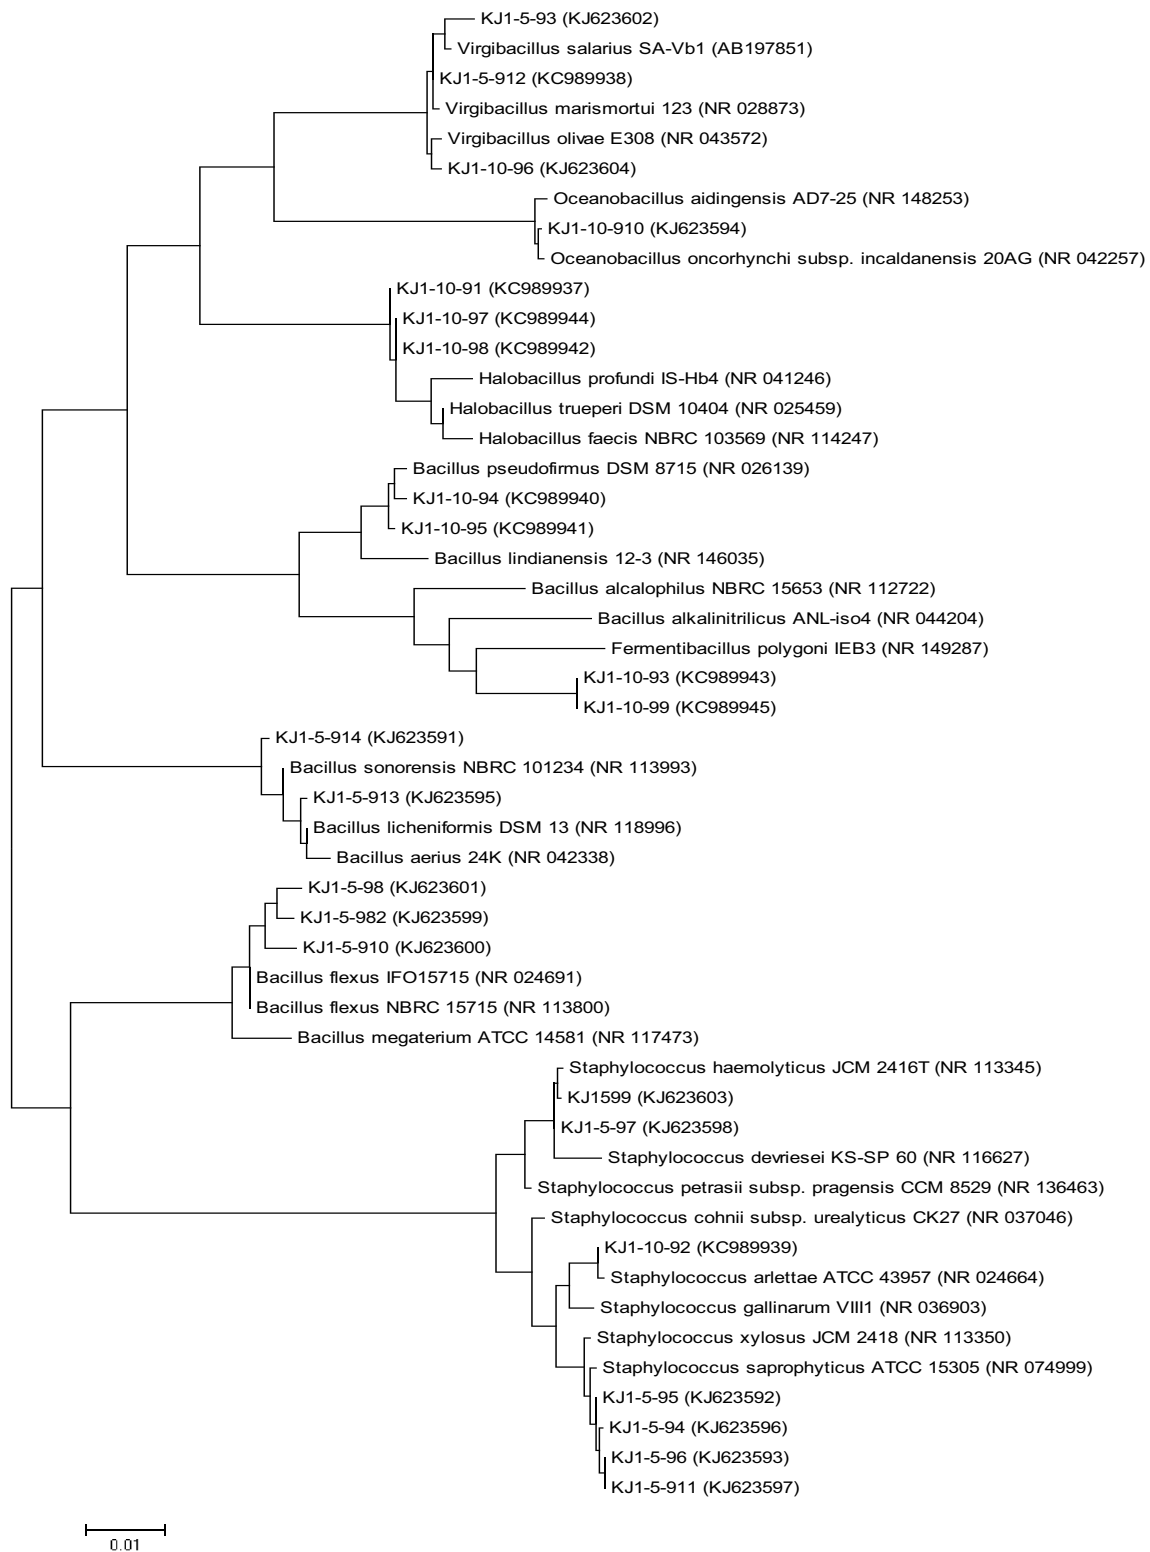 KJ1-5-93 (KJ623602)
Virgibacillus salarius SA-Vb1 (AB197851)
KJ1-5-912 (KC989938)
Virgibacillus marismortui 123 (NR 028873)
Virgibacillus olivae E308 (NR 043572)
KJ1-10-96 (KJ623604)
Oceanobacillus aidingensis AD7-25 (NR 148253)
KJ1-10-910 (KJ623594)
Oceanobacillus oncorhynchi subsp. incaldanensis 20AG (NR 042257)
KJ1-10-91 (KC989937)
KJ1-10-97 (KC989944)
KJ1-10-98 (KC989942)
Halobacillus profundi IS-Hb4 (NR 041246)
Halobacillus trueperi DSM 10404 (NR 025459)
Halobacillus faecis NBRC 103569 (NR 114247)
Bacillus pseudofirmus DSM 8715 (NR 026139)
KJ1-10-94 (KC989940)
KJ1-10-95 (KC989941)
Bacillus lindianensis 12-3 (NR 146035)
Bacillus alcalophilus NBRC 15653 (NR 112722)
Bacillus alkalinitrilicus ANL-iso4 (NR 044204)
Fermentibacillus polygoni IEB3 (NR 149287)
KJ1-10-93 (KC989943)
KJ1-10-99 (KC989945)
KJ1-5-914 (KJ623591)
Bacillus sonorensis NBRC 101234 (NR 113993)
KJ1-5-913 (KJ623595)
Bacillus licheniformis DSM 13 (NR 118996)
Bacillus aerius 24K (NR 042338)
KJ1-5-98 (KJ623601)
KJ1-5-982 (KJ623599)
KJ1-5-910 (KJ623600)
Bacillus flexus IFO15715 (NR 024691)
Bacillus flexus NBRC 15715 (NR 113800)
Bacillus megaterium ATCC 14581 (NR 117473)
Staphylococcus haemolyticus JCM 2416T (NR 113345)
KJ1599 (KJ623603)
KJ1-5-97 (KJ623598)
Staphylococcus devriesei KS-SP 60 (NR 116627)
Staphylococcus petrasii subsp. pragensis CCM 8529 (NR 136463)
Staphylococcus cohnii subsp. urealyticus CK27 (NR 037046)
KJ1-10-92 (KC989939)
Staphylococcus arlettae ATCC 43957 (NR 024664)
Staphylococcus gallinarum VIII1 (NR 036903)
Staphylococcus xylosus JCM 2418 (NR 113350)
Staphylococcus saprophyticus ATCC 15305 (NR 074999)
KJ1-5-95 (KJ623592)
KJ1-5-94 (KJ623596)
KJ1-5-96 (KJ623593)
KJ1-5-911 (KJ623597)
0.01